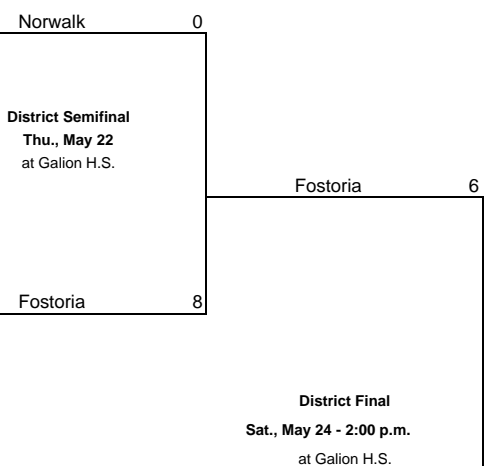 Norwalk 0
District Semifinal
Thu., May 22
at Galion H.S.
Fostoria 6
Fostoria 8
District Final
Sat., May 24 - 2:00 p.m.
at Galion H.S.